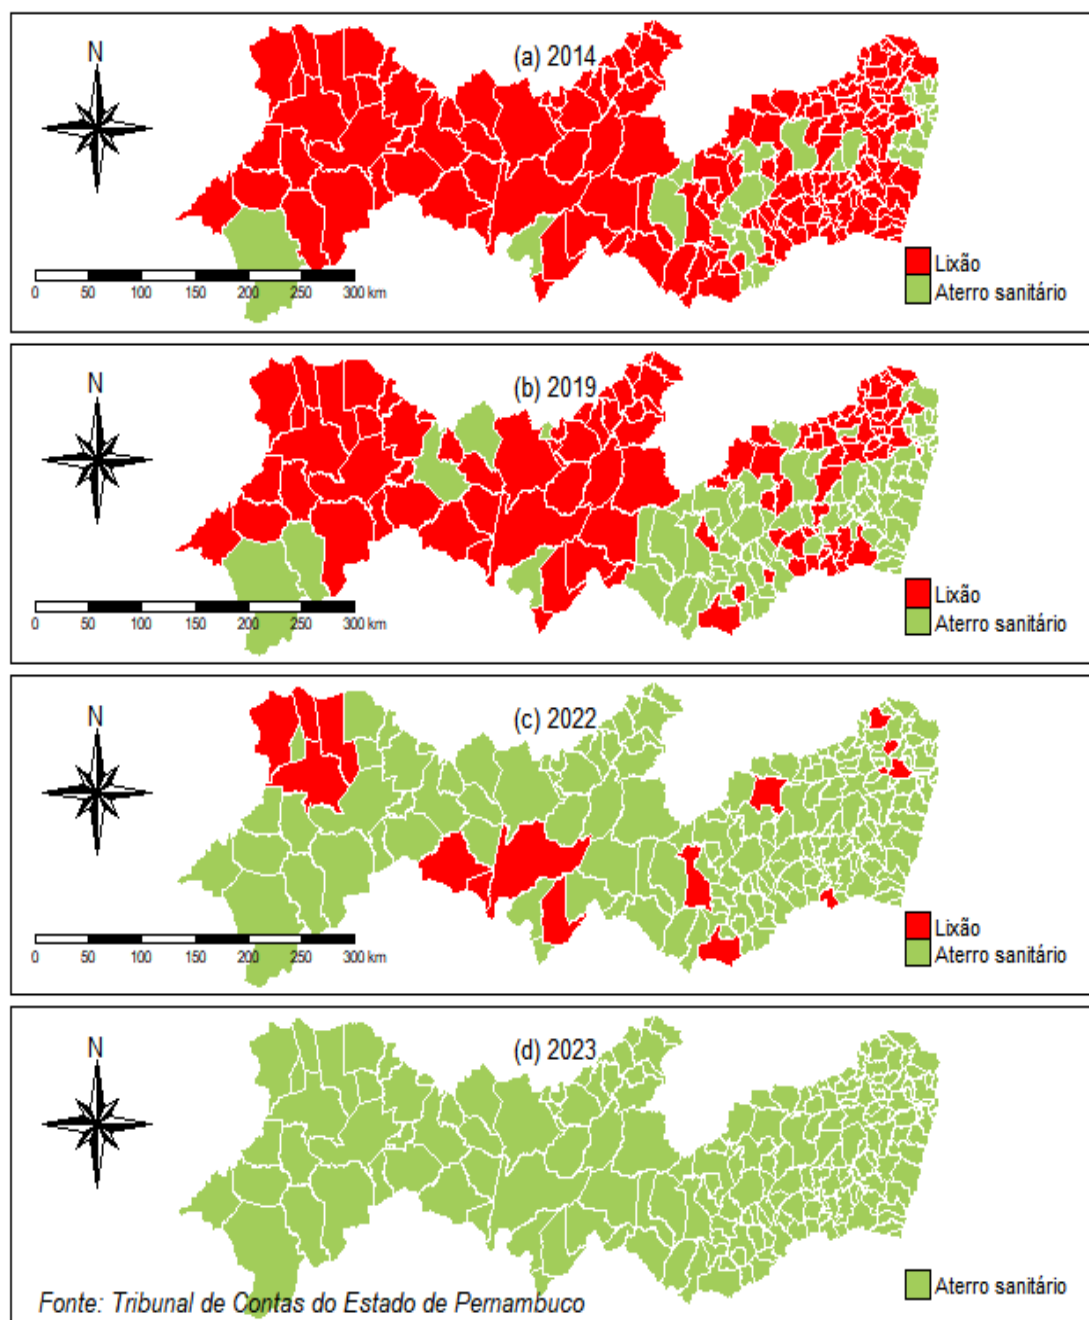 (a) 2014
N
Lixão
Aterro sanitário
0 50 100 150 200 250 300 km
(b) 2019
N
Lixão
Aterro sanitário
0 50 100 150 200 250 300 km
(c) 2022
N
Lixão
Aterro sanitário
0 50 100 150 200 250 300 km
(d) 2023
N
Aterro sanitário
Fonte: Tribunal de Contas do Estado de Pernambuco